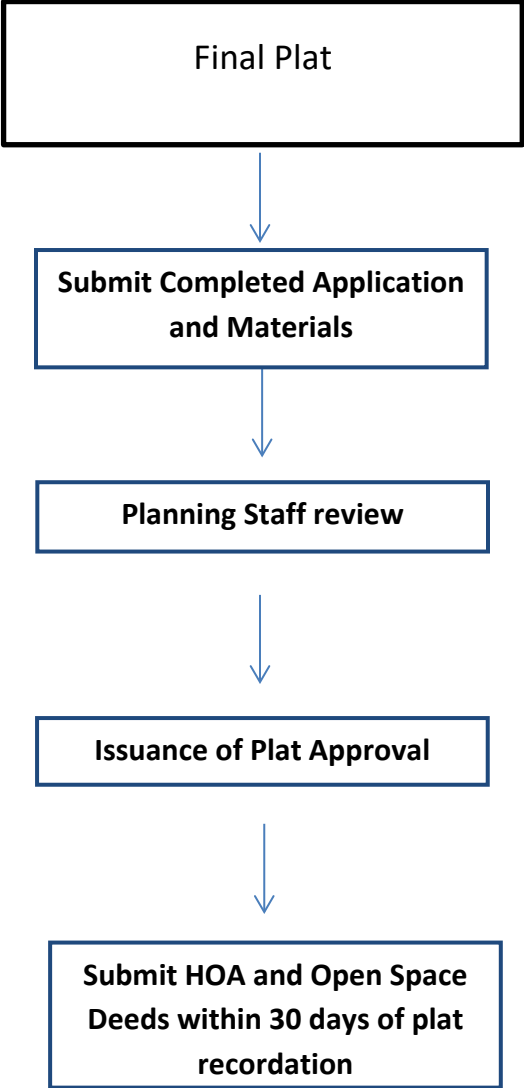 Final Plat
Submit Completed Application
and Materials
Planning Staff review
Issuance of Plat Approval
Submit HOA and Open Space
Deeds within 30 days of plat
recordation